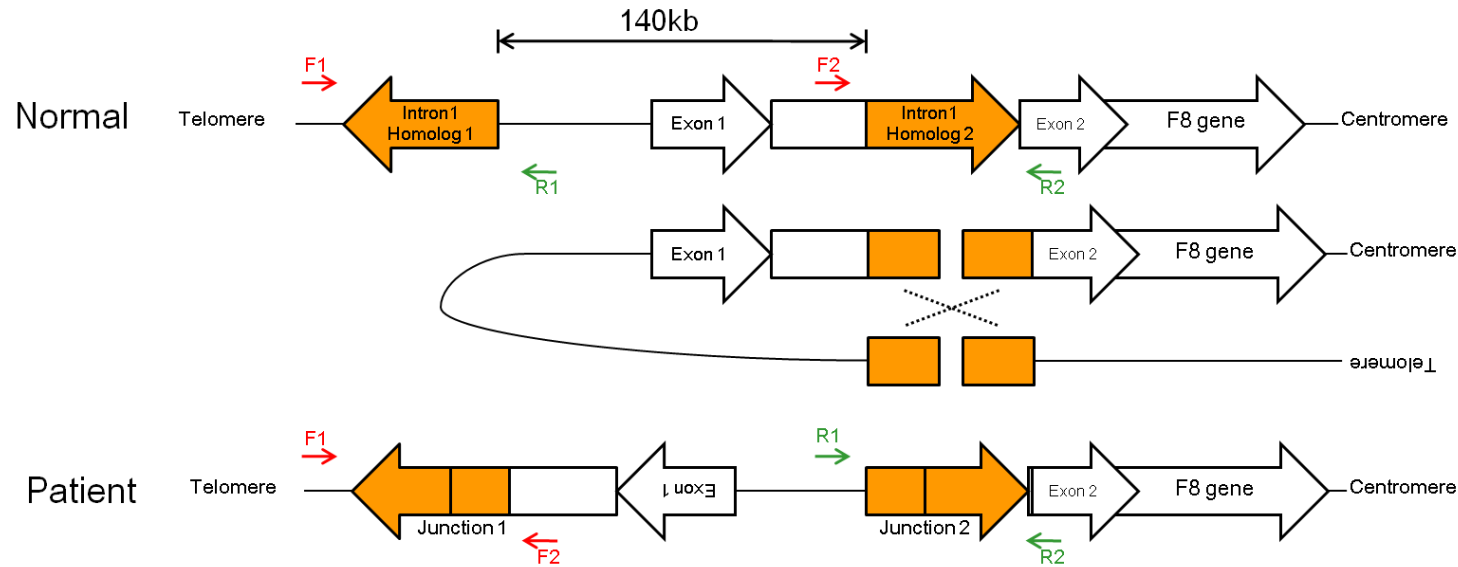 140kb
F1
F2
Normal
Telomere
Intron1
Homolog 1
Exon 1
Intron1
Homolog 2
Exon 2
F8 gene
Centromere
R1
R2
Exon 1
Exon 2
F8 gene
Centromere
Telomere
F1
R1
Patient
Telomere
Exon 1
Exon 2
F8 gene
Centromere
Junction 1
Junction 2
F2
R2